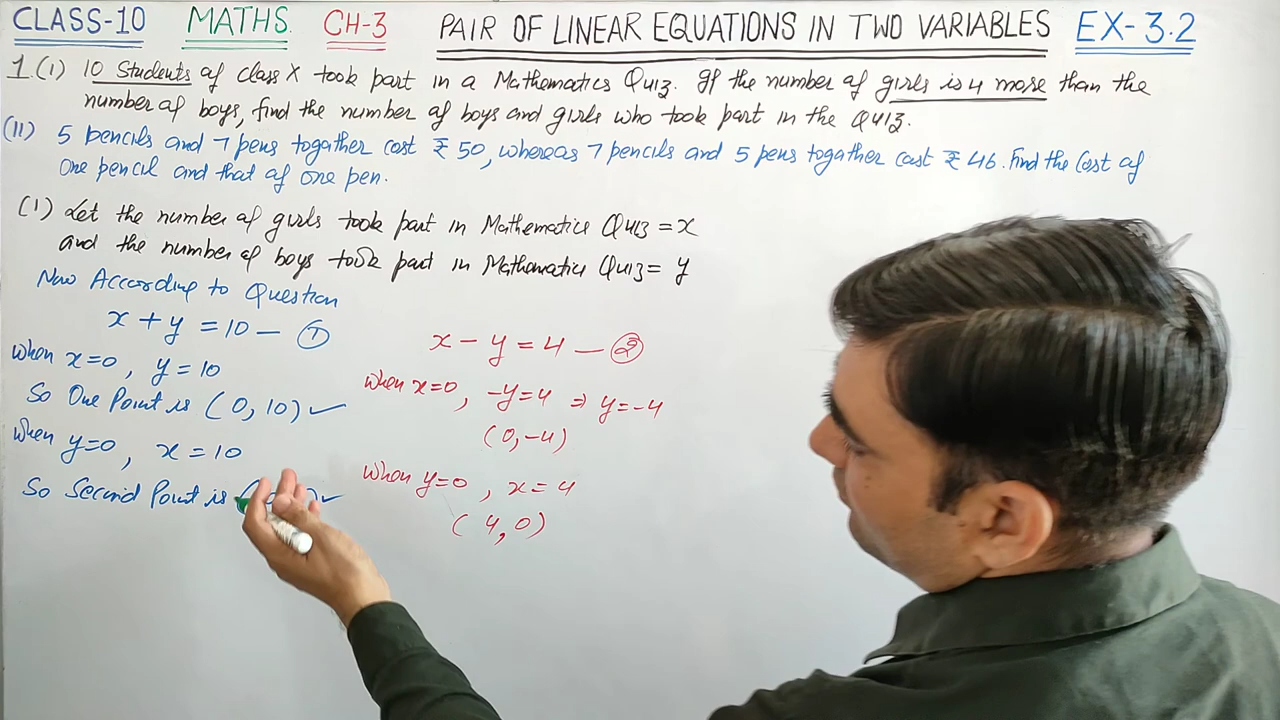 CLASS-10 MATHS CH-3 PAIR OF LINEAR EQUATIONS IN TWO VARIABLES EX-3.2
1.(I) 10 Students of class X took part in a Mathematics Quiz. If the number of girls is 4 more than the
number of boys, find the number of boys and girls who took part in the Quiz.
(II) 5 pencils and 7 pens togather cost ₹ 50, whereas 7 pencils and 5 pens togather cost ₹ 46. Find the Cost of
one pencil and that of one pen.
(I) Let the number of girls took part in Mathematics Quiz = x
and the number of boys took part in Mathematics Quiz = y
Now According to Question
x + y = 10 — ①
When x=0, y = 10
So One Point is (0, 10) ✓
When y=0, x = 10
So Second Point is
x - y = 4 — ②
When x=0, -y=4 ⇒ y=-4
(0, -4)
When y=0, x = 4
(4, 0)